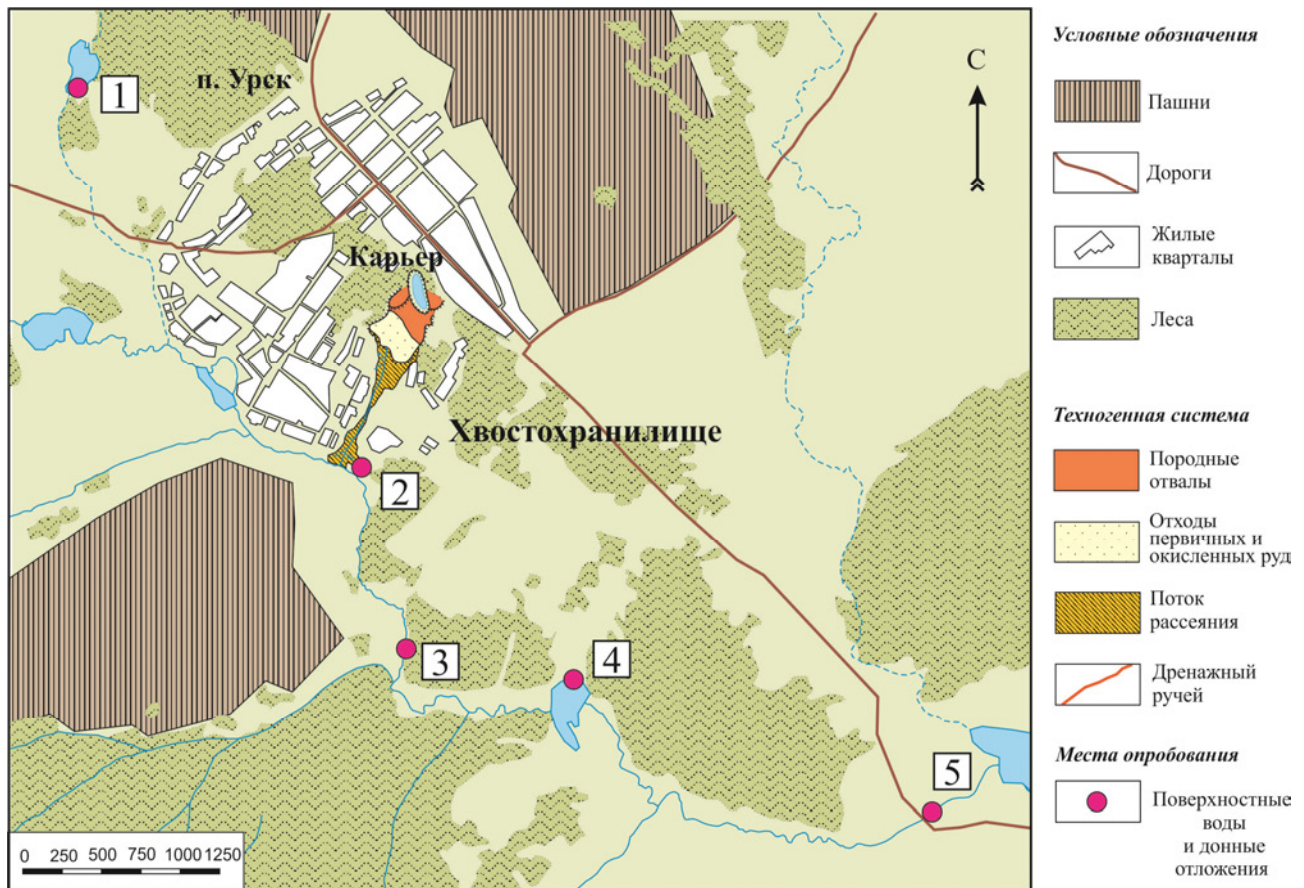 1
п. Урск
С
Карьер
Хвостохранилище
2
3
4
5
0 250 500 750 1000 1250
Условные обозначения
Пашни
Дороги
Жилые
кварталы
Леса
Техногенная система
Породные
отвалы
Отходы
первичных и
окисленных руд
Поток
рассеяния
Дренажный
ручей
Места опробования
Поверхностные
воды
и донные
отложения